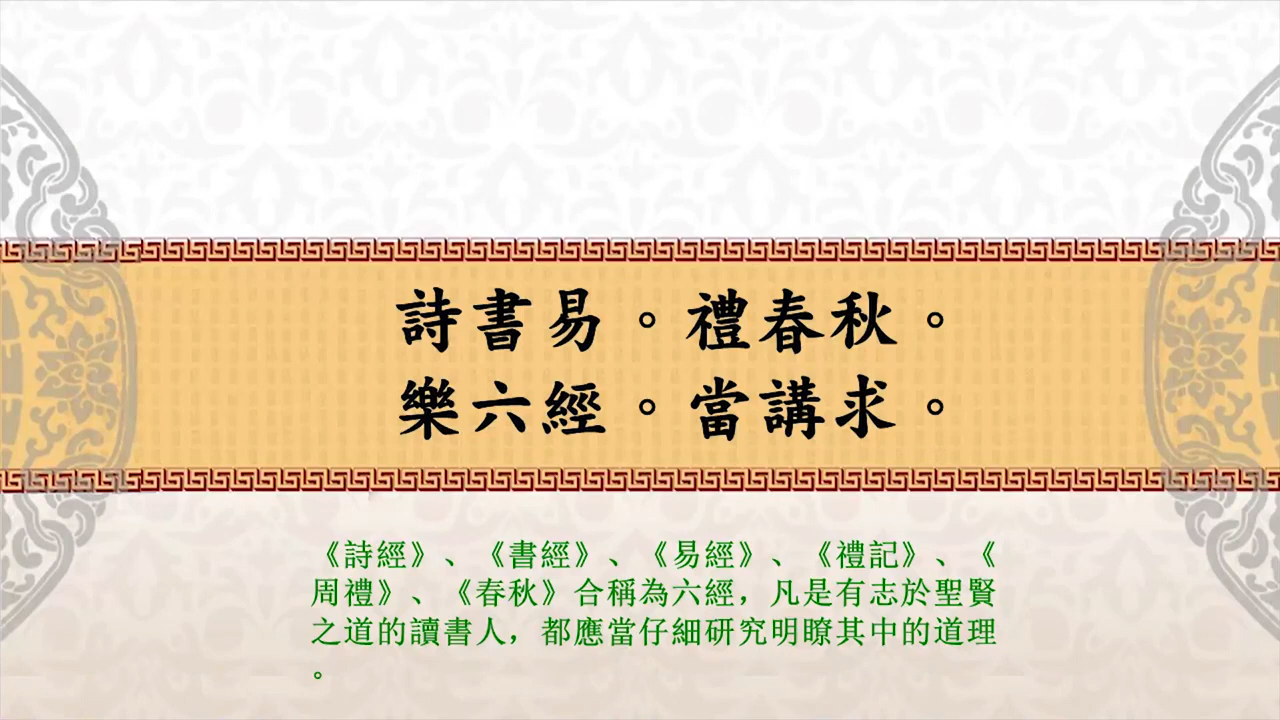 詩書易。禮春秋。
樂六經。當講求。
《詩經》、《書經》、《易經》、《禮記》、《
周禮》、《春秋》合稱為六經，凡是有志於聖賢
之道的讀書人，都應當仔細研究明瞭其中的道理
。